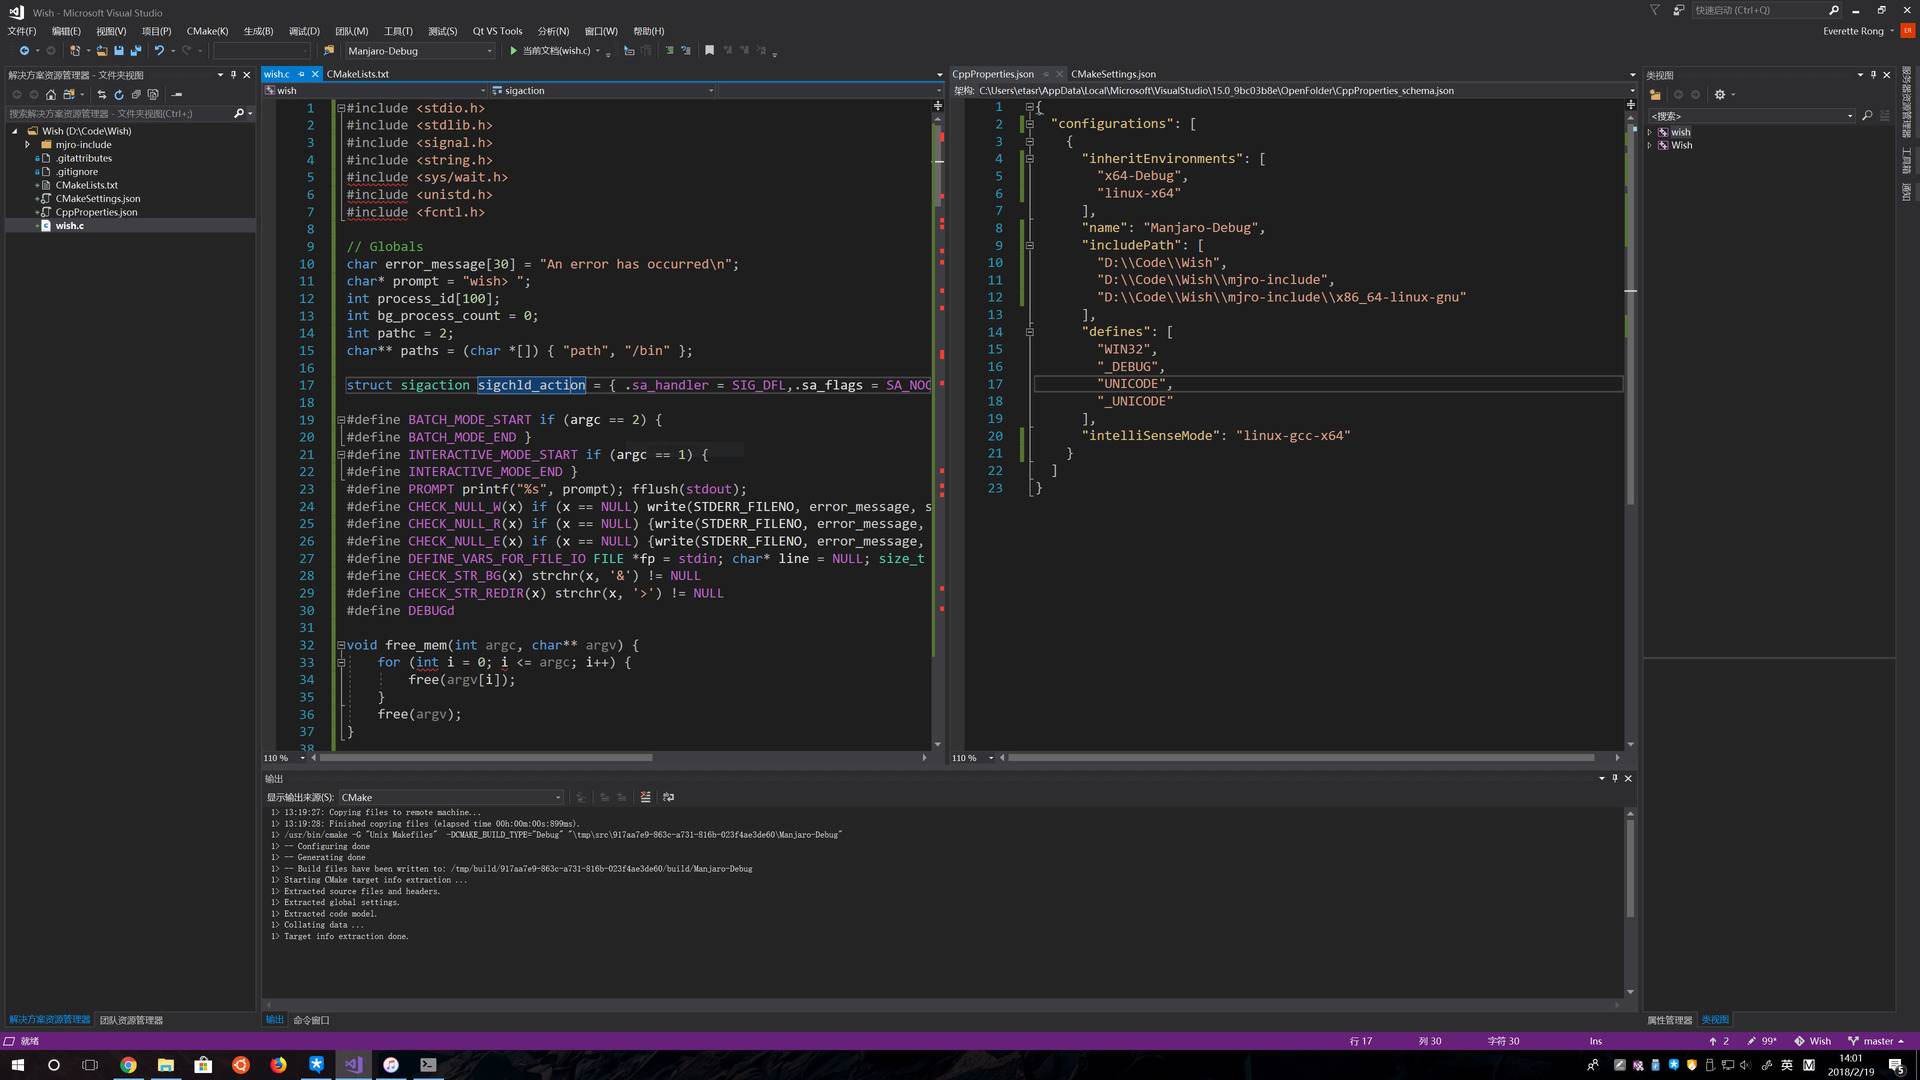 Wish - Microsoft Visual Studio
快速启动 (Ctrl+Q)
文件(F) 编辑(E) 视图(V) 项目(P) CMake(K) 生成(B) 调试(D) 团队(M) 工具(T) 测试(S) Qt VS Tools 分析(N) 窗口(W) 帮助(H)
Everette Rong ER
Manjaro-Debug 当前文档(wish.c)
解决方案资源管理器 - 文件夹视图
搜索解决方案资源管理器 - 文件夹视图(Ctrl+;)
Wish (D:\Code\Wish)
mjro-include
.gitattributes
.gitignore
CMakeLists.txt
CMakeSettings.json
CppProperties.json
wish.c
解决方案资源管理器 团队资源管理器
wish.c CMakeLists.txt
wish sigaction
1 #include <stdio.h>
2 #include <stdlib.h>
3 #include <signal.h>
4 #include <string.h>
5 #include <sys/wait.h>
6 #include <unistd.h>
7 #include <fcntl.h>
8
9 // Globals
10 char error_message[30] = "An error has occurred\n";
11 char* prompt = "wish> ";
12 int process_id[100];
13 int bg_process_count = 0;
14 int pathc = 2;
15 char** paths = (char *[]) { "path", "/bin" };
16
17 struct sigaction sigchld_action = { .sa_handler = SIG_DFL,.sa_flags = SA_NOC
18
19 #define BATCH_MODE_START if (argc == 2) {
20 #define BATCH_MODE_END }
21 #define INTERACTIVE_MODE_START if (argc == 1) {
22 #define INTERACTIVE_MODE_END }
23 #define PROMPT printf("%s", prompt); fflush(stdout);
24 #define CHECK_NULL_W(x) if (x == NULL) write(STDERR_FILENO, error_message, s
25 #define CHECK_NULL_R(x) if (x == NULL) {write(STDERR_FILENO, error_message,
26 #define CHECK_NULL_E(x) if (x == NULL) {write(STDERR_FILENO, error_message,
27 #define DEFINE_VARS_FOR_FILE_IO FILE *fp = stdin; char* line = NULL; size_t
28 #define CHECK_STR_BG(x) strchr(x, '&') != NULL
29 #define CHECK_STR_REDIR(x) strchr(x, '>') != NULL
30 #define DEBUGd
31
32 void free_mem(int argc, char** argv) {
33 for (int i = 0; i <= argc; i++) {
34 free(argv[i]);
35 }
36 free(argv);
37 }
38
110 %
CppProperties.json CMakeSettings.json
架构: C:\Users\etasr\AppData\Local\Microsoft\VisualStudio\15.0_9bc03b8e\OpenFolder\CppProperties_schema.json
1 {
2 "configurations": [
3 {
4 "inheritEnvironments": [
5 "x64-Debug",
6 "linux-x64"
7 ],
8 "name": "Manjaro-Debug",
9 "includePath": [
10 "D:\\Code\\Wish",
11 "D:\\Code\\Wish\\mjro-include",
12 "D:\\Code\\Wish\\mjro-include\\x86_64-linux-gnu"
13 ],
14 "defines": [
15 "WIN32",
16 "_DEBUG",
17 "UNICODE",
18 "_UNICODE"
19 ],
20 "intelliSenseMode": "linux-gcc-x64"
21 }
22 ]
23 }
110 %
类视图
<搜索>
wish
Wish
属性管理器 类视图
服务器资源管理器
工具箱
通知
输出
显示输出来源(S): CMake
1> 13:19:27: Copying files to remote machine...
1> 13:19:28: Finished copying files (elapsed time 00h:00m:00s:899ms).
1> /usr/bin/cmake -G "Unix Makefiles" -DCMAKE_BUILD_TYPE="Debug" "\tmp\src\917aa7e9-863c-a731-816b-023f4ae3de60\Manjaro-Debug"
1> -- Configuring done
1> -- Generating done
1> -- Build files have been written to: /tmp/build/917aa7e9-863c-a731-816b-023f4ae3de60/build/Manjaro-Debug
1> Starting CMake target info extraction ...
1> Extracted source files and headers.
1> Extracted global settings.
1> Extracted code model.
1> Collating data ...
1> Target info extraction done.
输出 命令窗口
就绪 行 17 列 30 字符 30 Ins 2 99* Wish master
英 M 14:01
2018/2/19 5